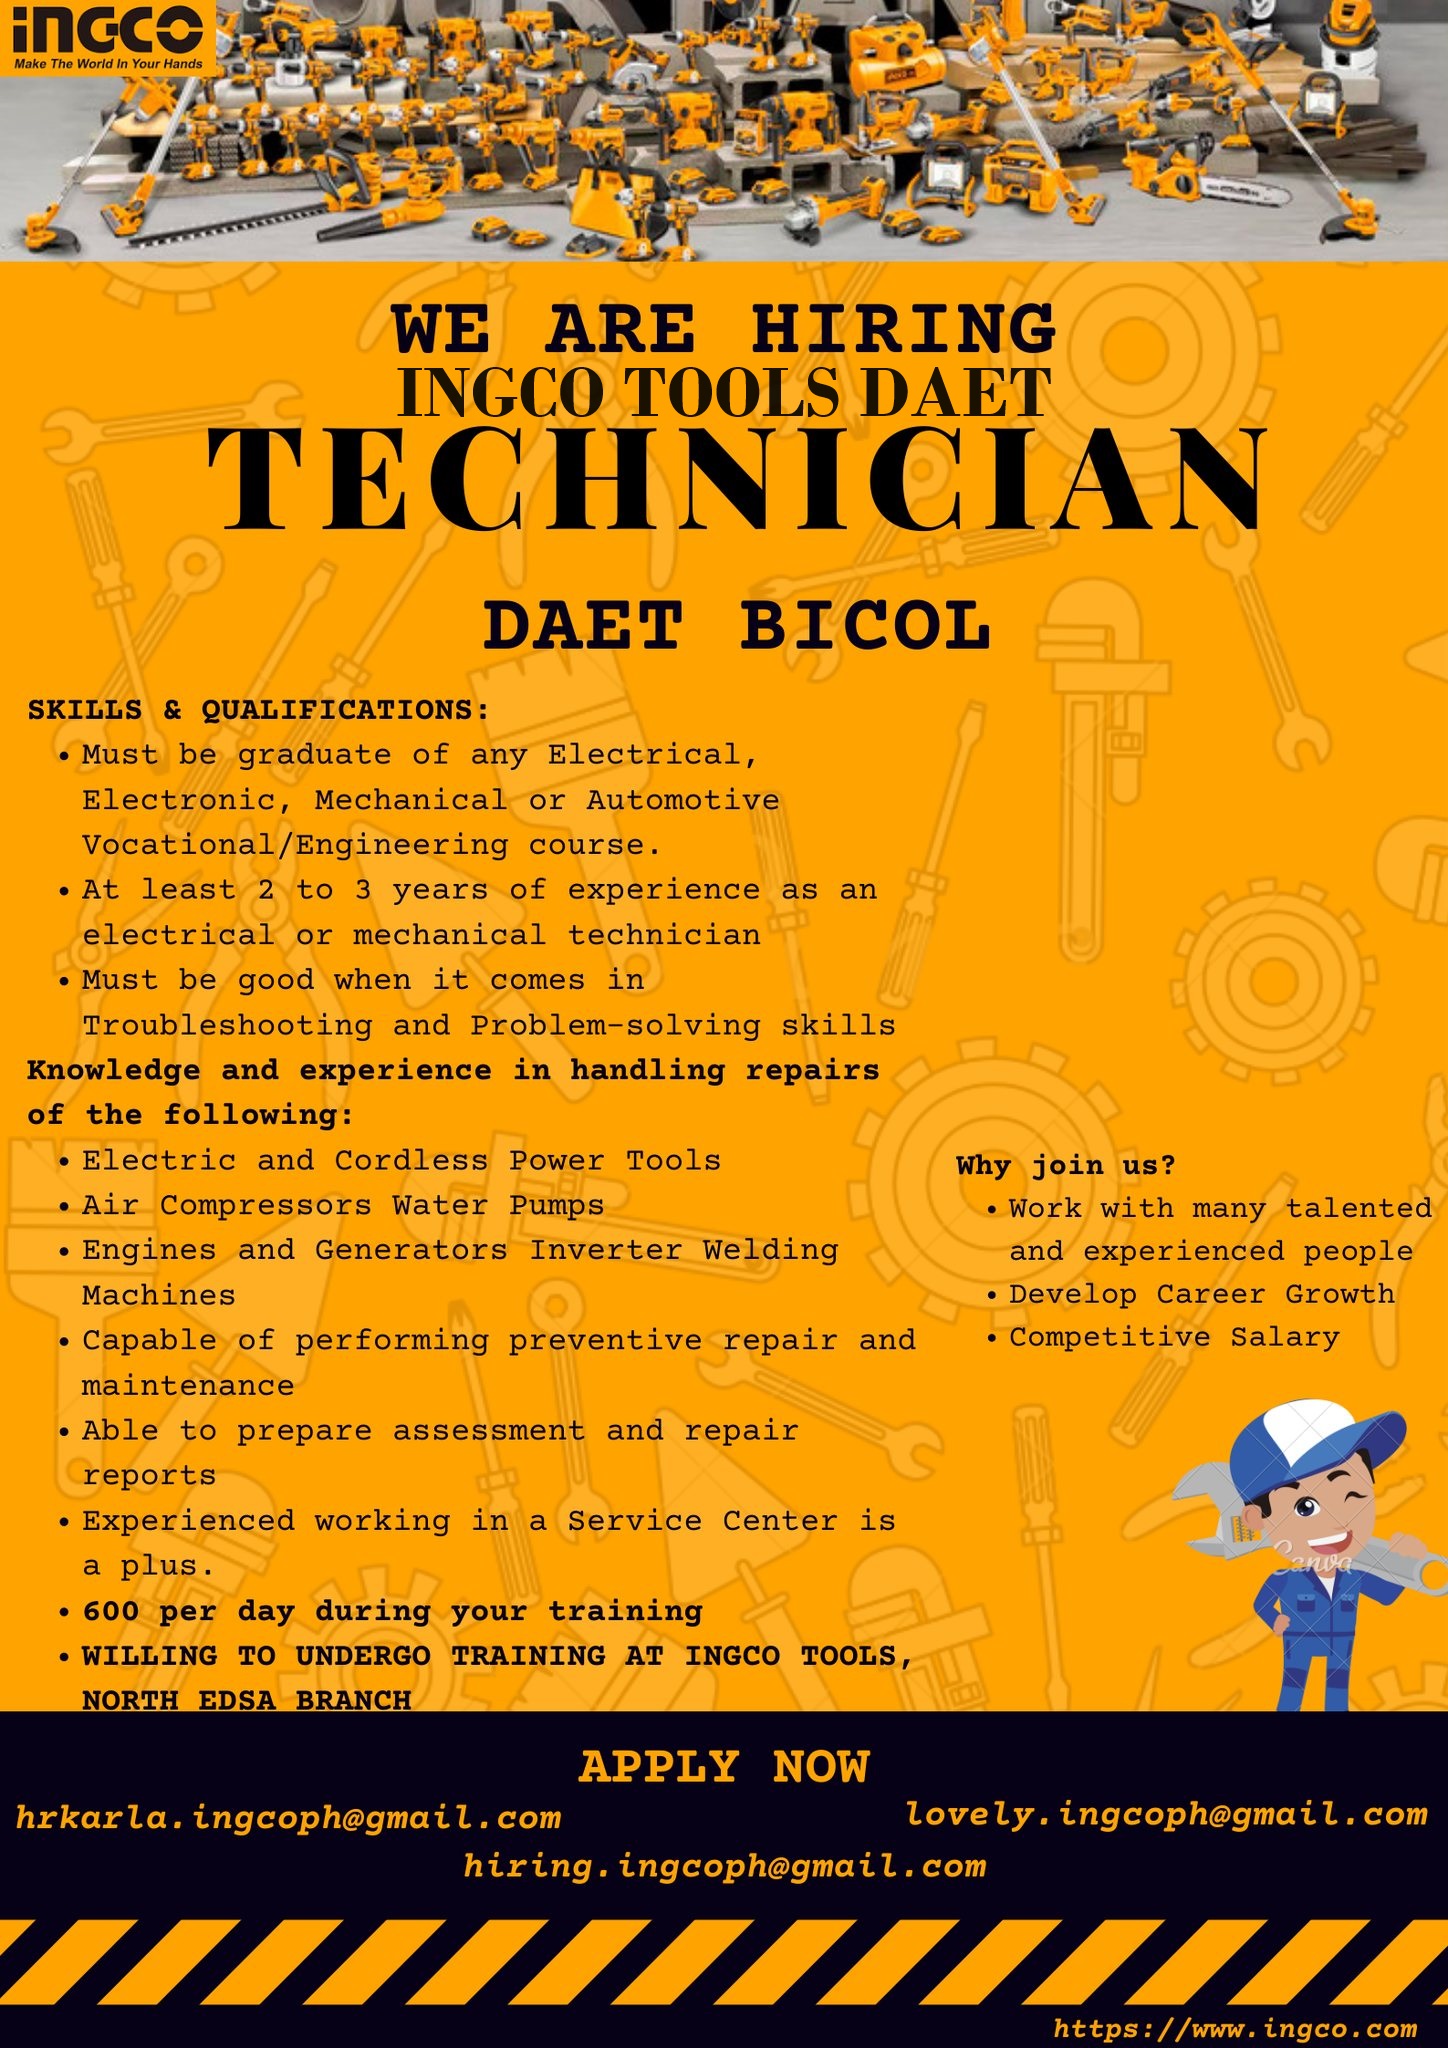 INGCO
Make The World In Your Hands
WE ARE HIRING
INGCO TOOLS DAET
TECHNICIAN
DAET BICOL
SKILLS & QUALIFICATIONS:
• Must be graduate of any Electrical,
Electronic, Mechanical or Automotive
Vocational/Engineering course.
• At least 2 to 3 years of experience as an
electrical or mechanical technician
• Must be good when it comes in
Troubleshooting and Problem-solving skills
Knowledge and experience in handling repairs
of the following:
• Electric and Cordless Power Tools
• Air Compressors Water Pumps
• Engines and Generators Inverter Welding
Machines
• Capable of performing preventive repair and
maintenance
• Able to prepare assessment and repair
reports
• Experienced working in a Service Center is
a plus.
• 600 per day during your training
• WILLING TO UNDERGO TRAINING AT INGCO TOOLS,
NORTH EDSA BRANCH
Why join us?
• Work with many talented
and experienced people
• Develop Career Growth
• Competitive Salary
Canva
APPLY NOW
hrkarla.ingcoph@gmail.com
lovely.ingcoph@gmail.com
hiring.ingcoph@gmail.com
https://www.ingco.com